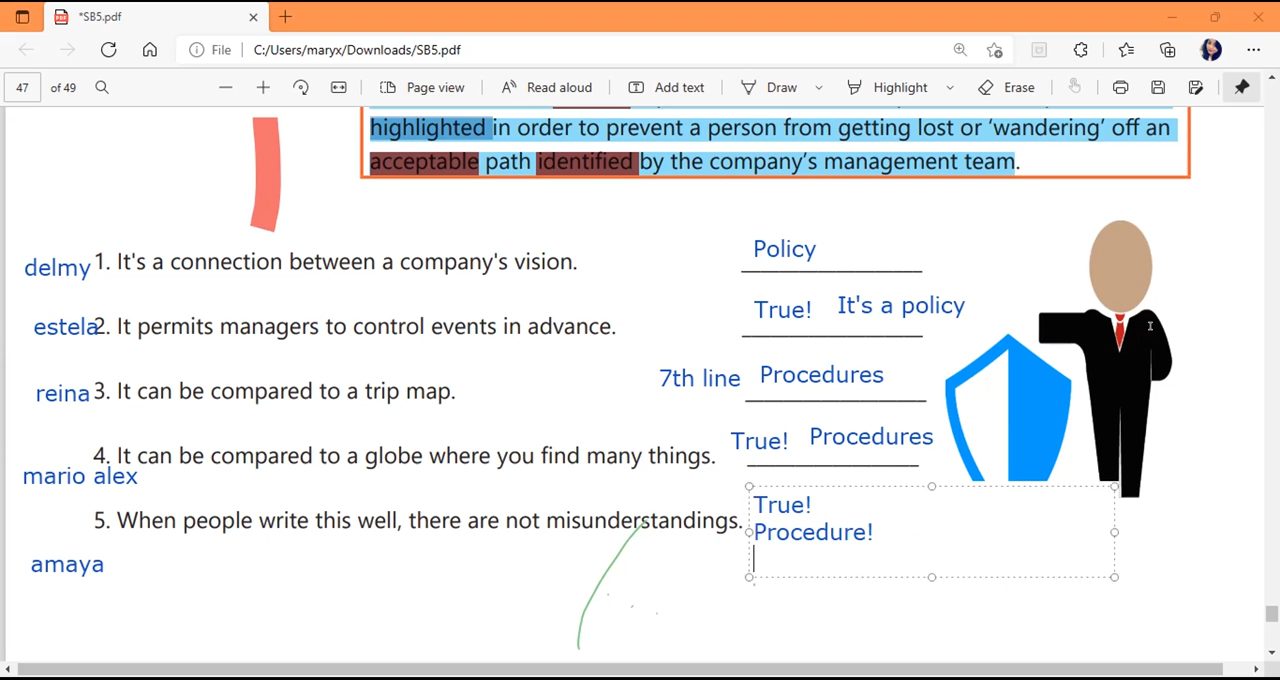 *SB5.pdf
File C:/Users/maryx/Downloads/SB5.pdf
47 of 49 Page view Read aloud Add text Draw Highlight Erase
highlighted in order to prevent a person from getting lost or ‘wandering’ off an
acceptable path identified by the company’s management team.
delmy 1. It's a connection between a company's vision. Policy
estela 2. It permits managers to control events in advance. True! It's a policy
reina 3. It can be compared to a trip map. 7th line Procedures
4. It can be compared to a globe where you find many things. True! Procedures
mario alex
5. When people write this well, there are not misunderstandings. True!
Procedure!
amaya